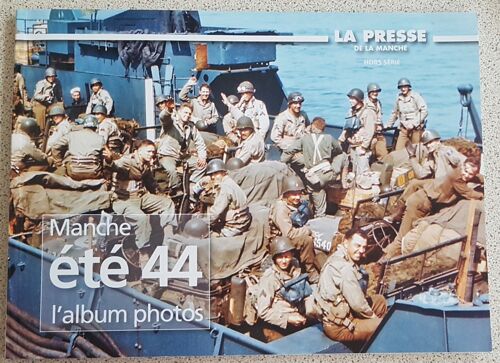 LA PRESSE
DE LA MANCHE
HORS SÉRIE
Manche
été 44
l'album photos